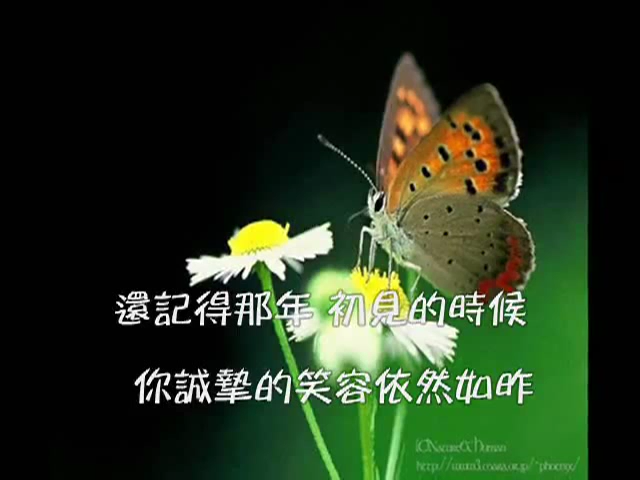 還記得那年 初見的時候
你誠摯的笑容依然如昨